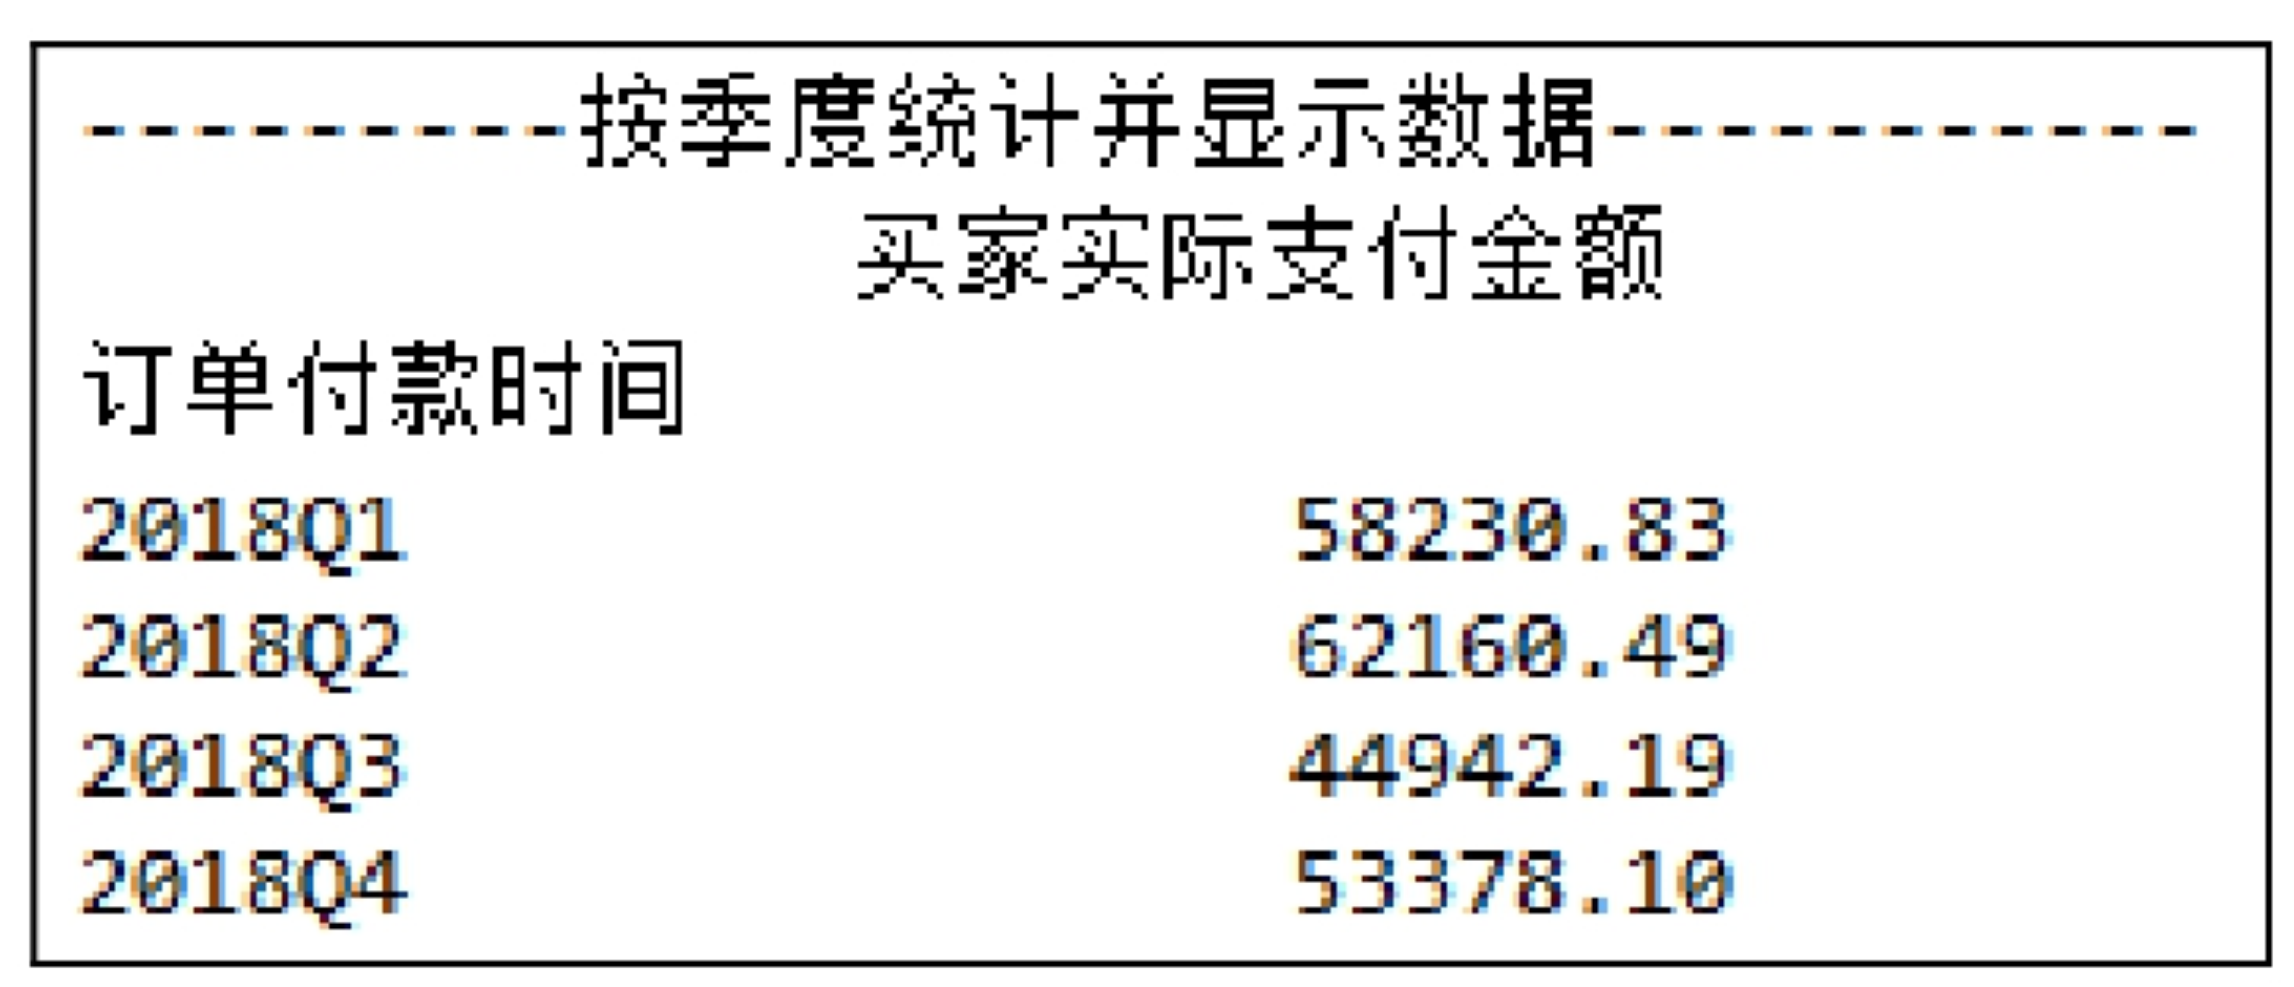 ---------按季度统计并显示数据-----------
买家实际支付金额
订单付款时间
2018Q1 58230.83
2018Q2 62160.49
2018Q3 44942.19
2018Q4 53378.10